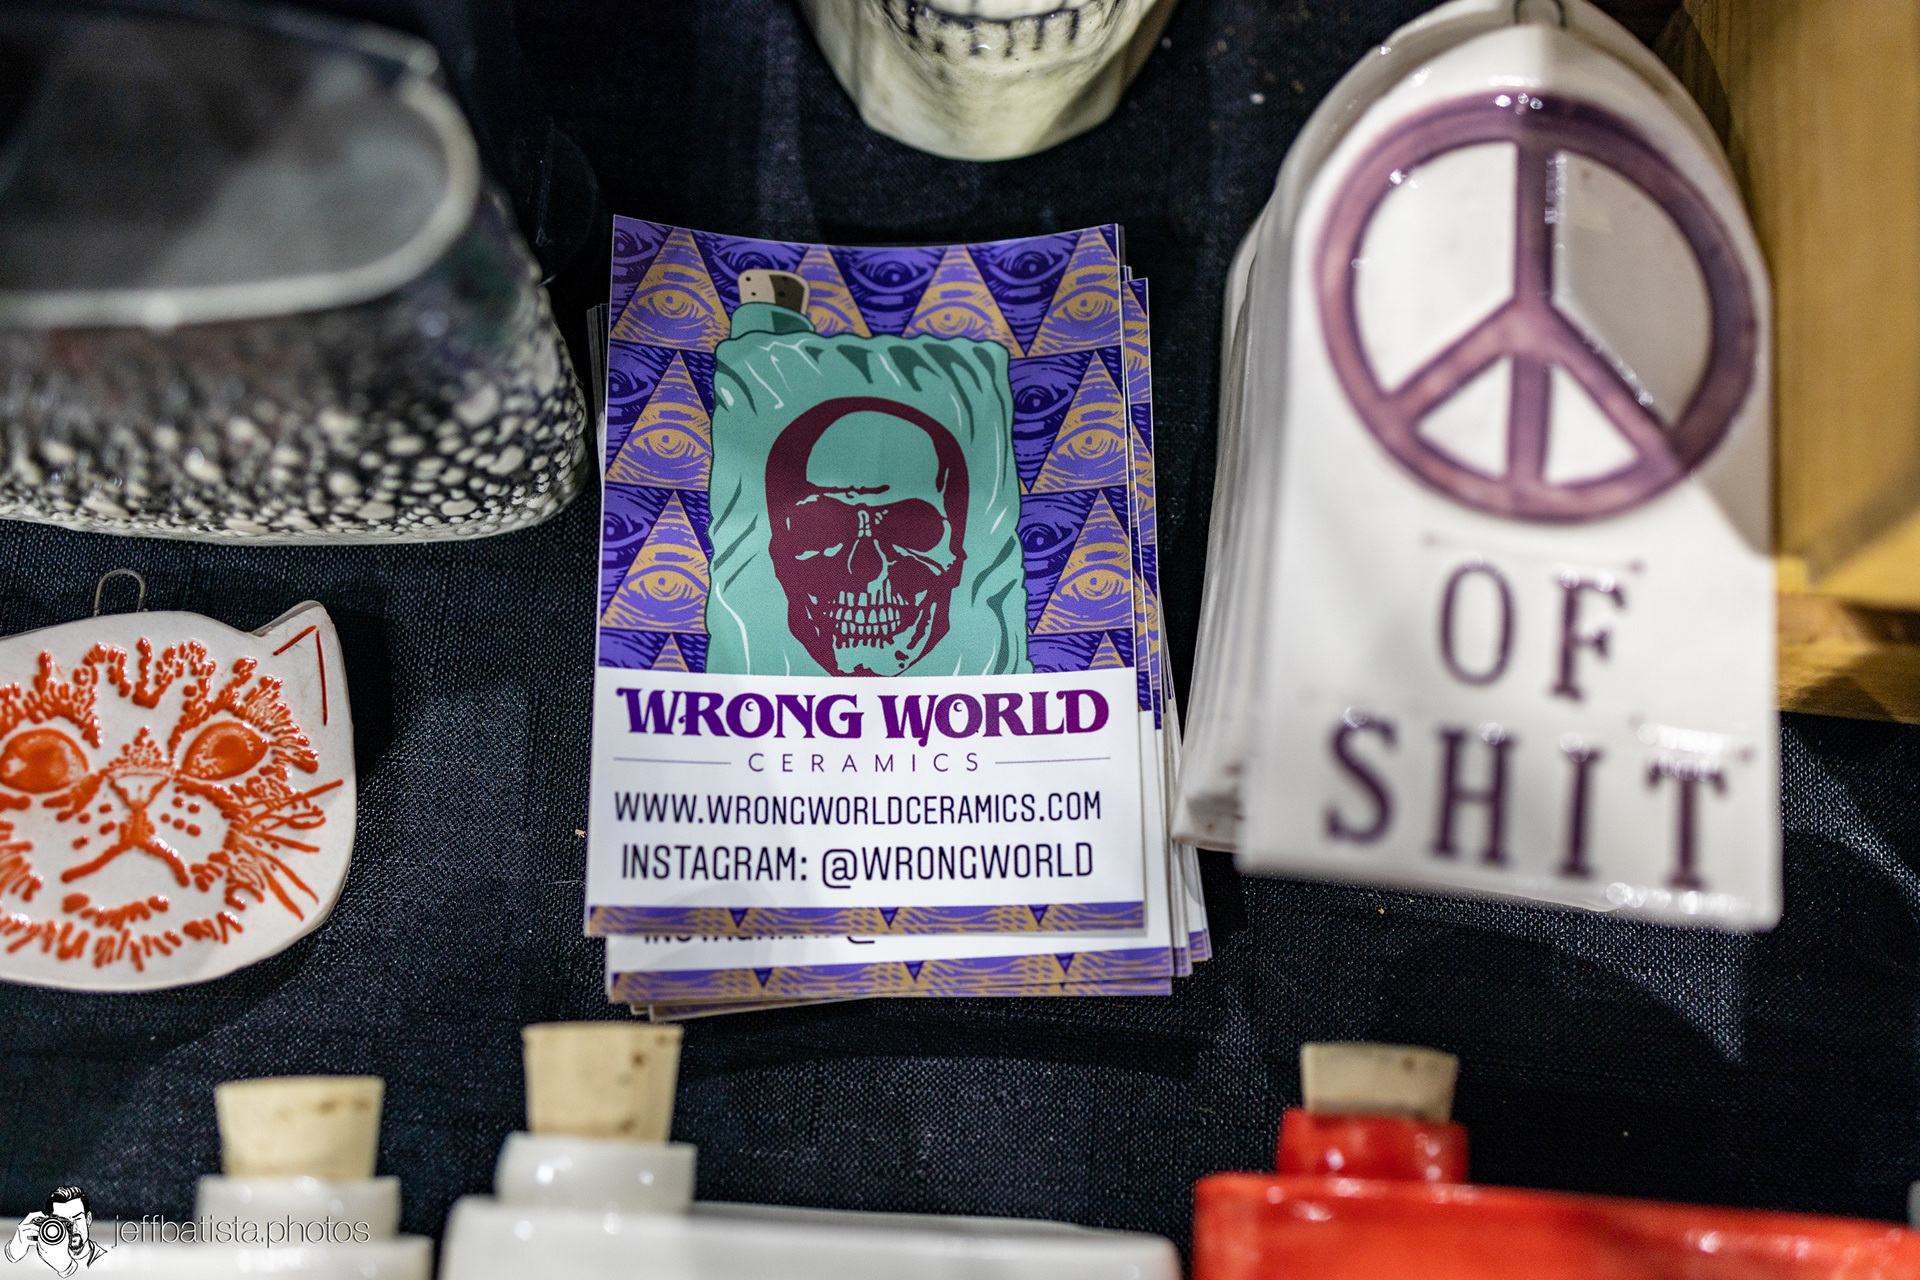 WRONG WORLD
CERAMICS
WWW.WRONGWORLDCERAMICS.COM
INSTAGRAM: @WRONGWORLD
OF
SHIT
jeffbatista.photos